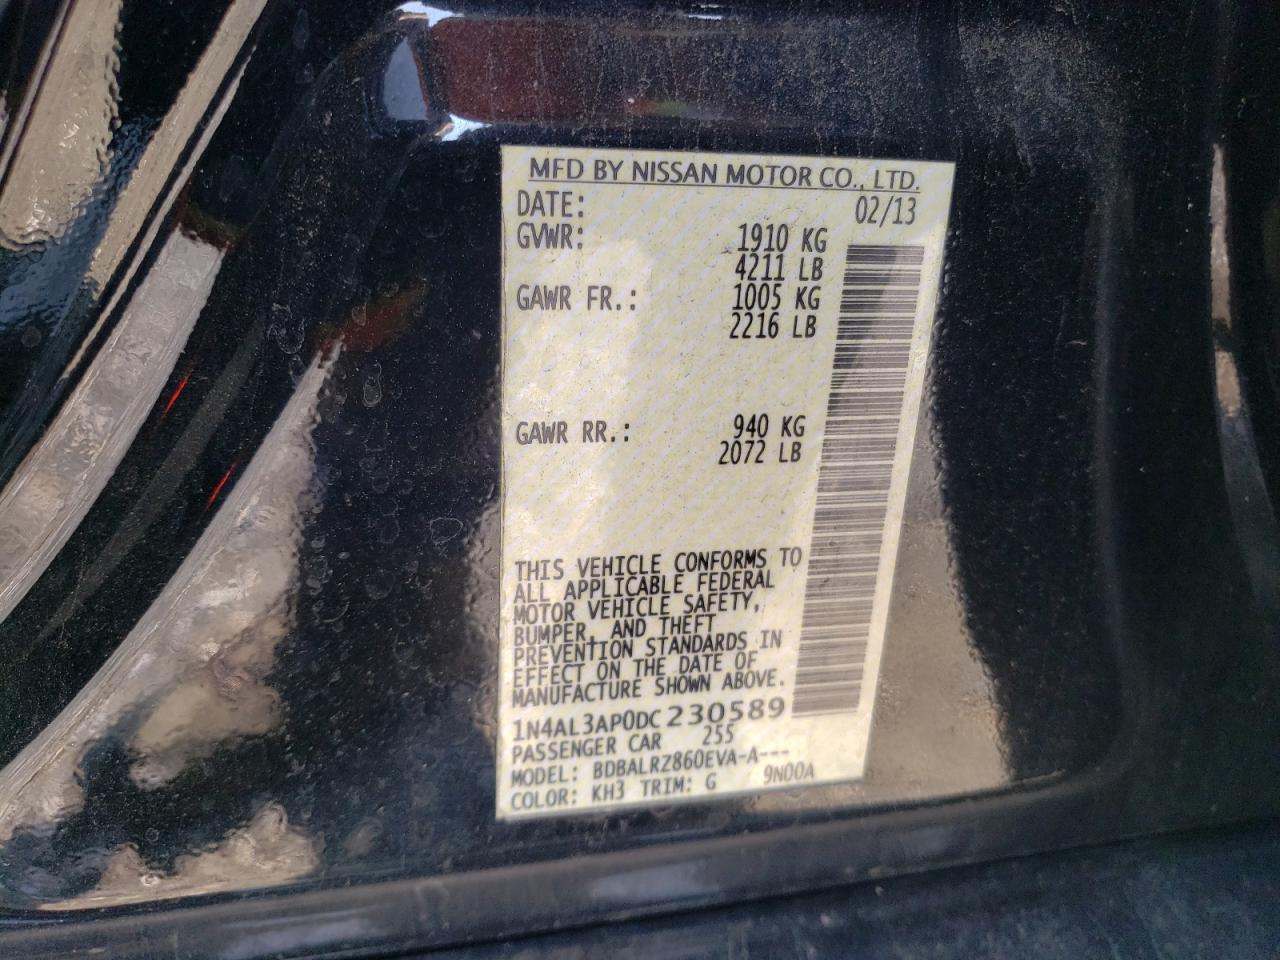 MFD BY NISSAN MOTOR CO., LTD.
DATE: 02/13
GVWR: 1910 KG
4211 LB
GAWR FR.: 1005 KG
2216 LB
GAWR RR.: 940 KG
2072 LB
THIS VEHICLE CONFORMS TO
ALL APPLICABLE FEDERAL
MOTOR VEHICLE SAFETY,
BUMPER, AND THEFT
PREVENTION STANDARDS IN
EFFECT ON THE DATE OF
MANUFACTURE SHOWN ABOVE.
1N4AL3AP0DC230589
PASSENGER CAR 255
MODEL: BDBALRZ860EVA-A---
COLOR: KH3 TRIM: G 9N00A